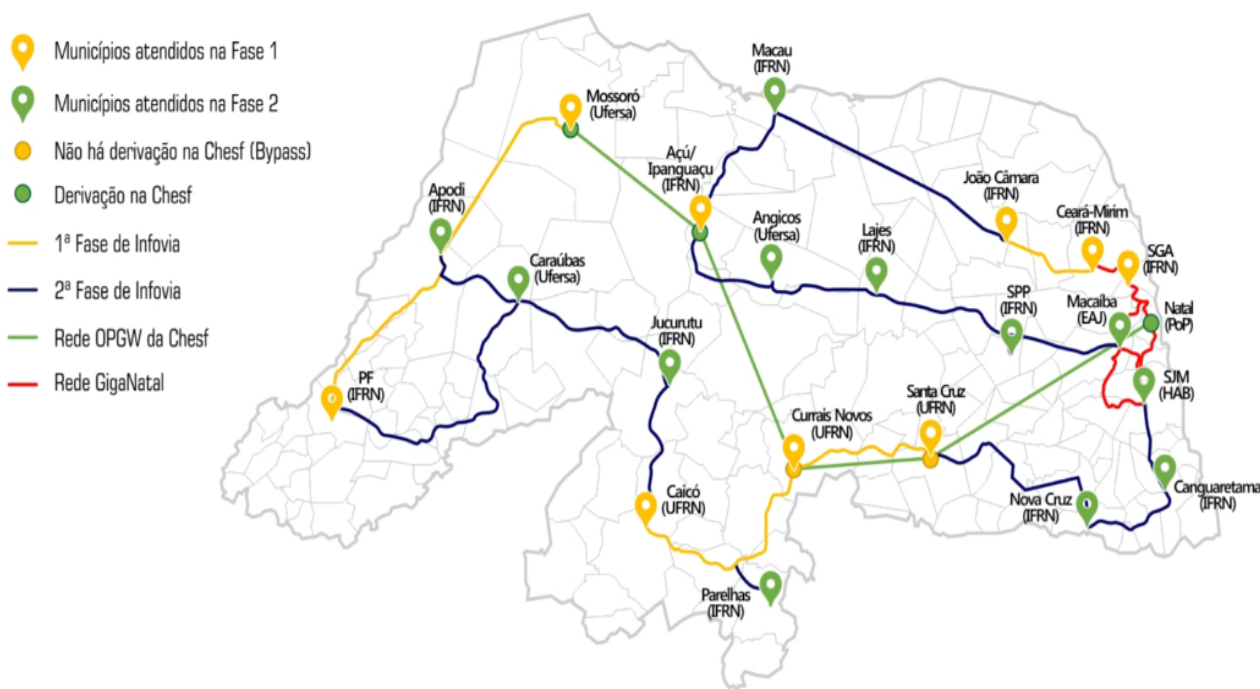 Municípios atendidos na Fase 1
Municípios atendidos na Fase 2
Não há derivação na Chesf (Bypass)
Derivação na Chesf
1ª Fase de Infovia
2ª Fase de Infovia
Rede OPGW da Chesf
Rede GigaNatal
Macau
(IFRN)
Mossoró
(Ufersa)
Açú/
Ipanguaçu
(IFRN)
João Câmara
(IFRN)
Ceará-Mirim
(IFRN)
Apodi
(IFRN)
Angicos
(Ufersa)
Lajes
(IFRN)
SGA
(IFRN)
Caraúbas
(Ufersa)
SPP
(IFRN)
Macaíba
(EAJ)
Natal
(PoP)
Jucurutu
(IFRN)
PF
(IFRN)
SJM
(HAB)
Santa Cruz
(UFRN)
Currais Novos
(UFRN)
Caicó
(UFRN)
Nova Cruz
(IFRN)
Canguaretama
(IFRN)
Parelhas
(IFRN)